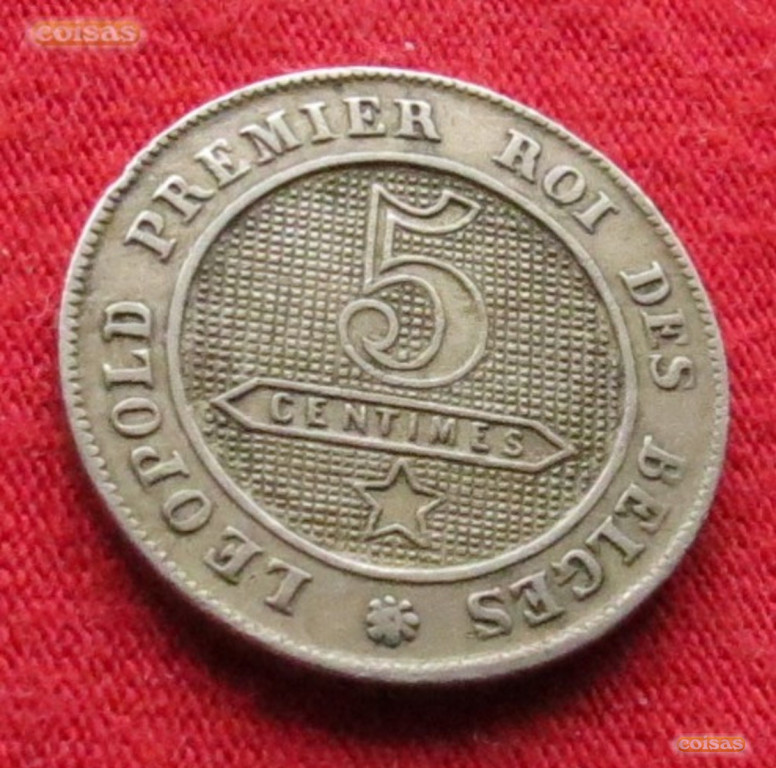 coisas
LEOPOLD PREMIER ROI DES BELGES
5
CENTIMES
coisas